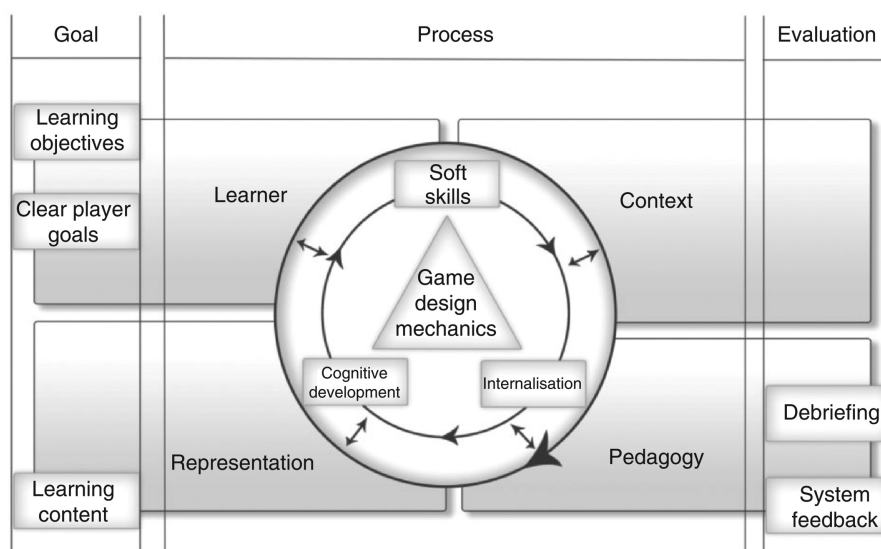 Goal
Process
Evaluation
Learning
objectives
Clear player
goals
Learner
Soft
skills
Context
Game
design
mechanics
Cognitive
development
Internalisation
Representation
Pedagogy
Learning
content
Debriefing
System
feedback